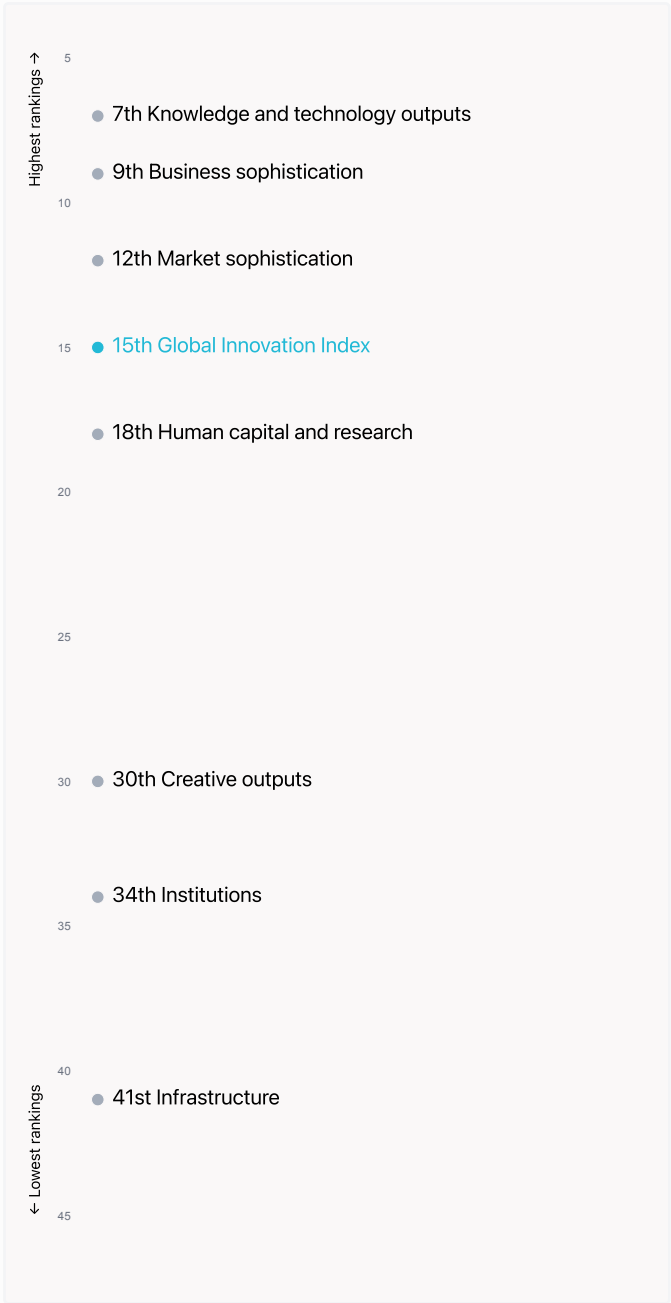 Highest rankings →
5
7th Knowledge and technology outputs
9th Business sophistication
10
12th Market sophistication
15
15th Global Innovation Index
18th Human capital and research
20
25
30
30th Creative outputs
34th Institutions
35
40
41st Infrastructure
← Lowest rankings
45